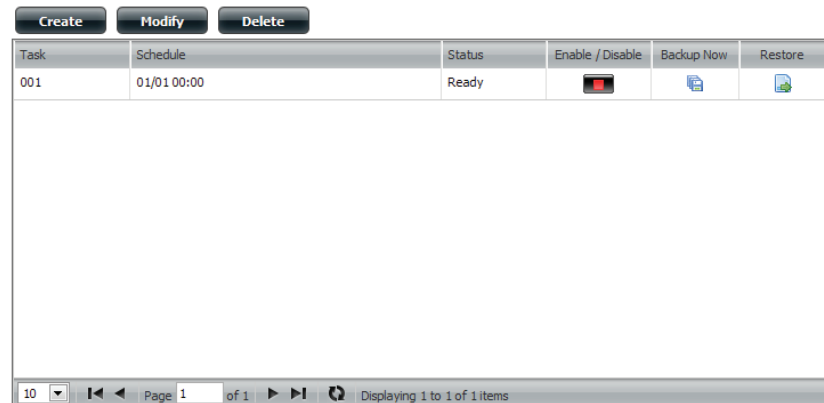 Create Modify Delete
Task Schedule Status Enable / Disable Backup Now Restore
001 01/01 00:00 Ready
10 Page 1 of 1 Displaying 1 to 1 of 1 items